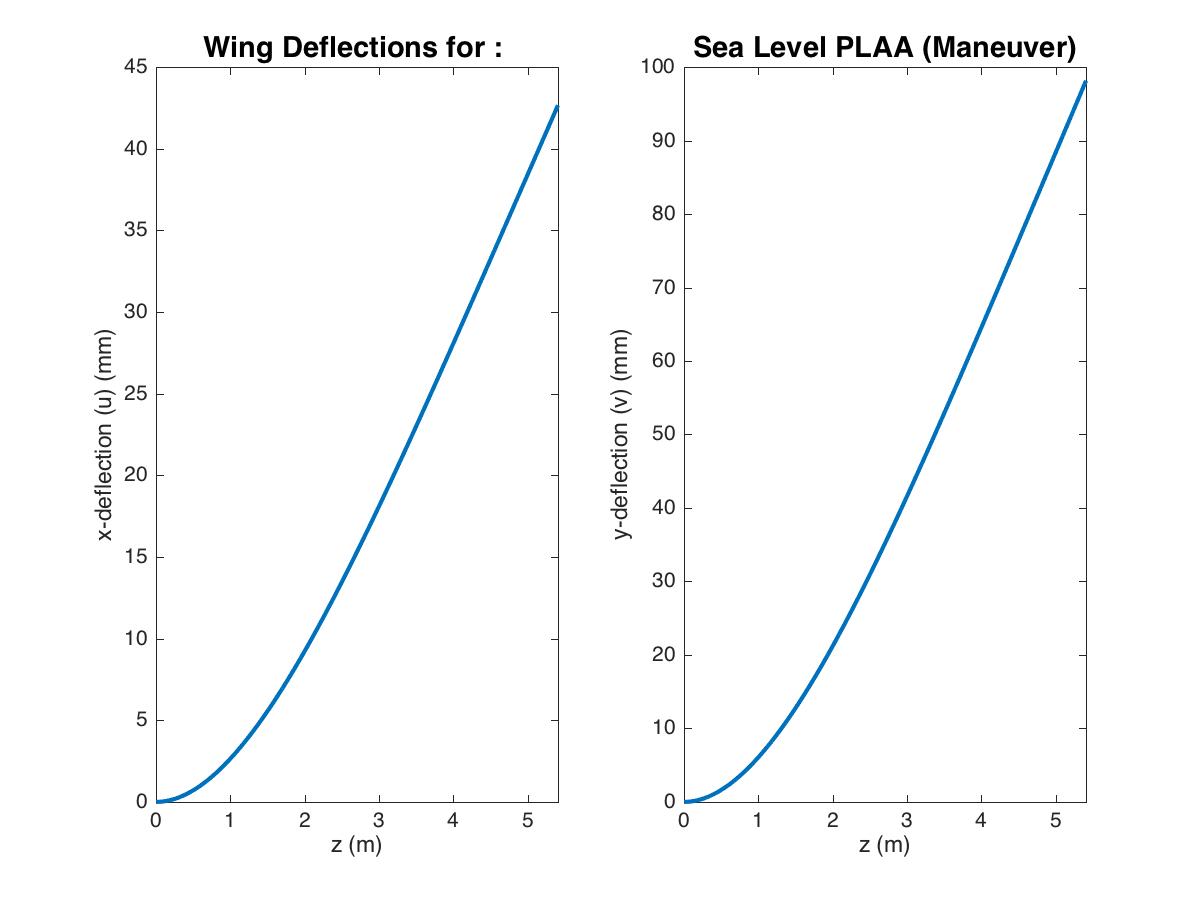 Wing Deflections for :
45
40
35
30
25
20
15
10
5
0
x-deflection (u) (mm)
0 1 2 3 4 5
z (m)
Sea Level PLAA (Maneuver)
100
90
80
70
60
50
40
30
20
10
0
y-deflection (v) (mm)
0 1 2 3 4 5
z (m)